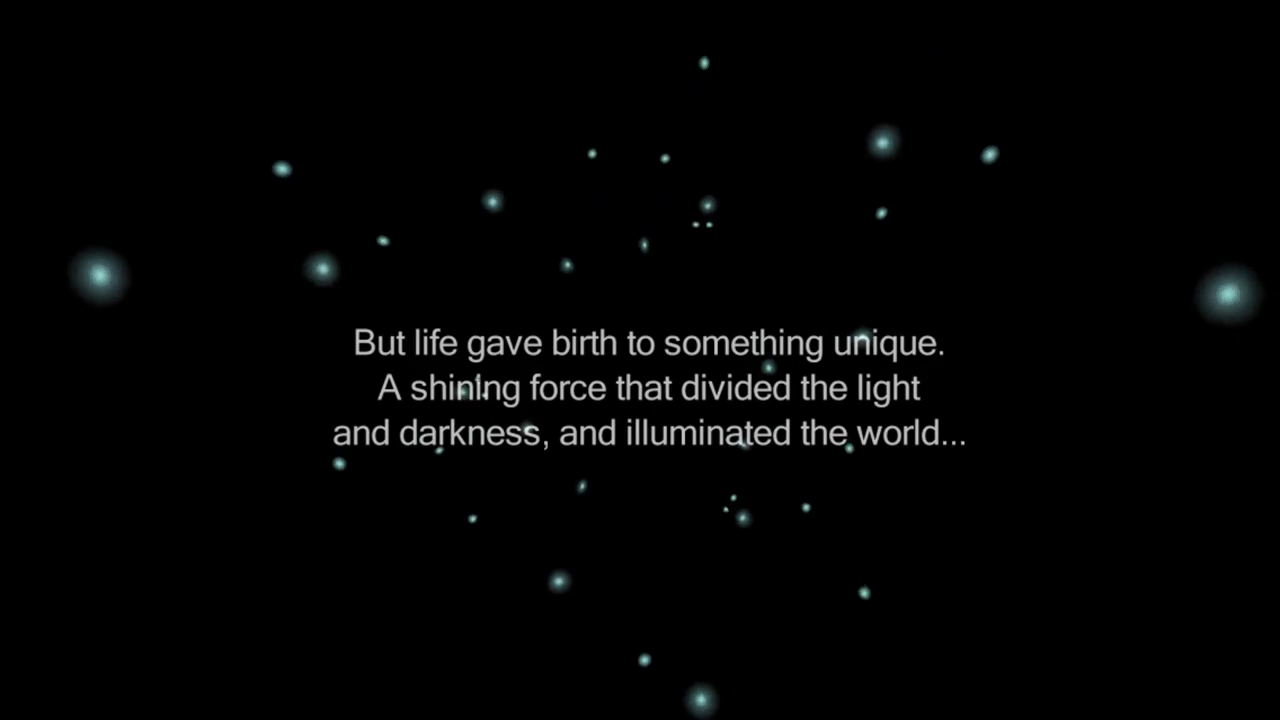 But life gave birth to something unique.
A shining force that divided the light
and darkness, and illuminated the world...